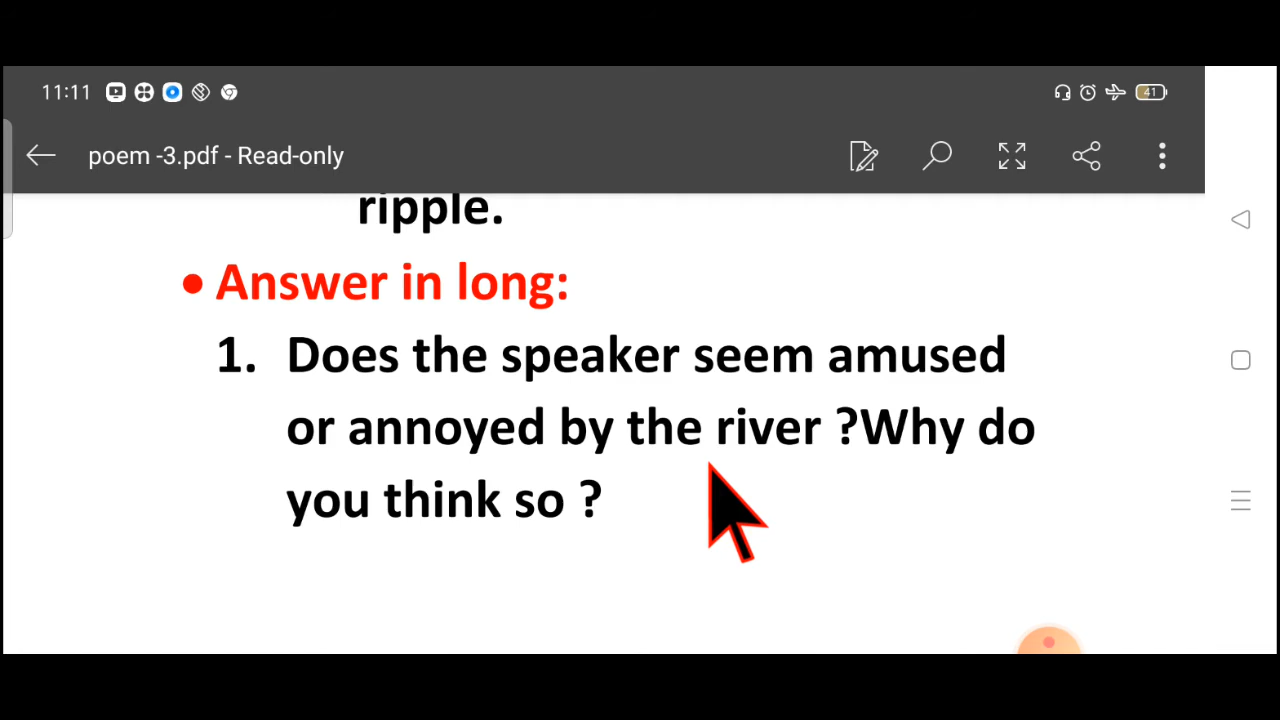 11:11 41
poem -3.pdf - Read-only
ripple.
• Answer in long:
1. Does the speaker seem amused
or annoyed by the river ?Why do
you think so ?